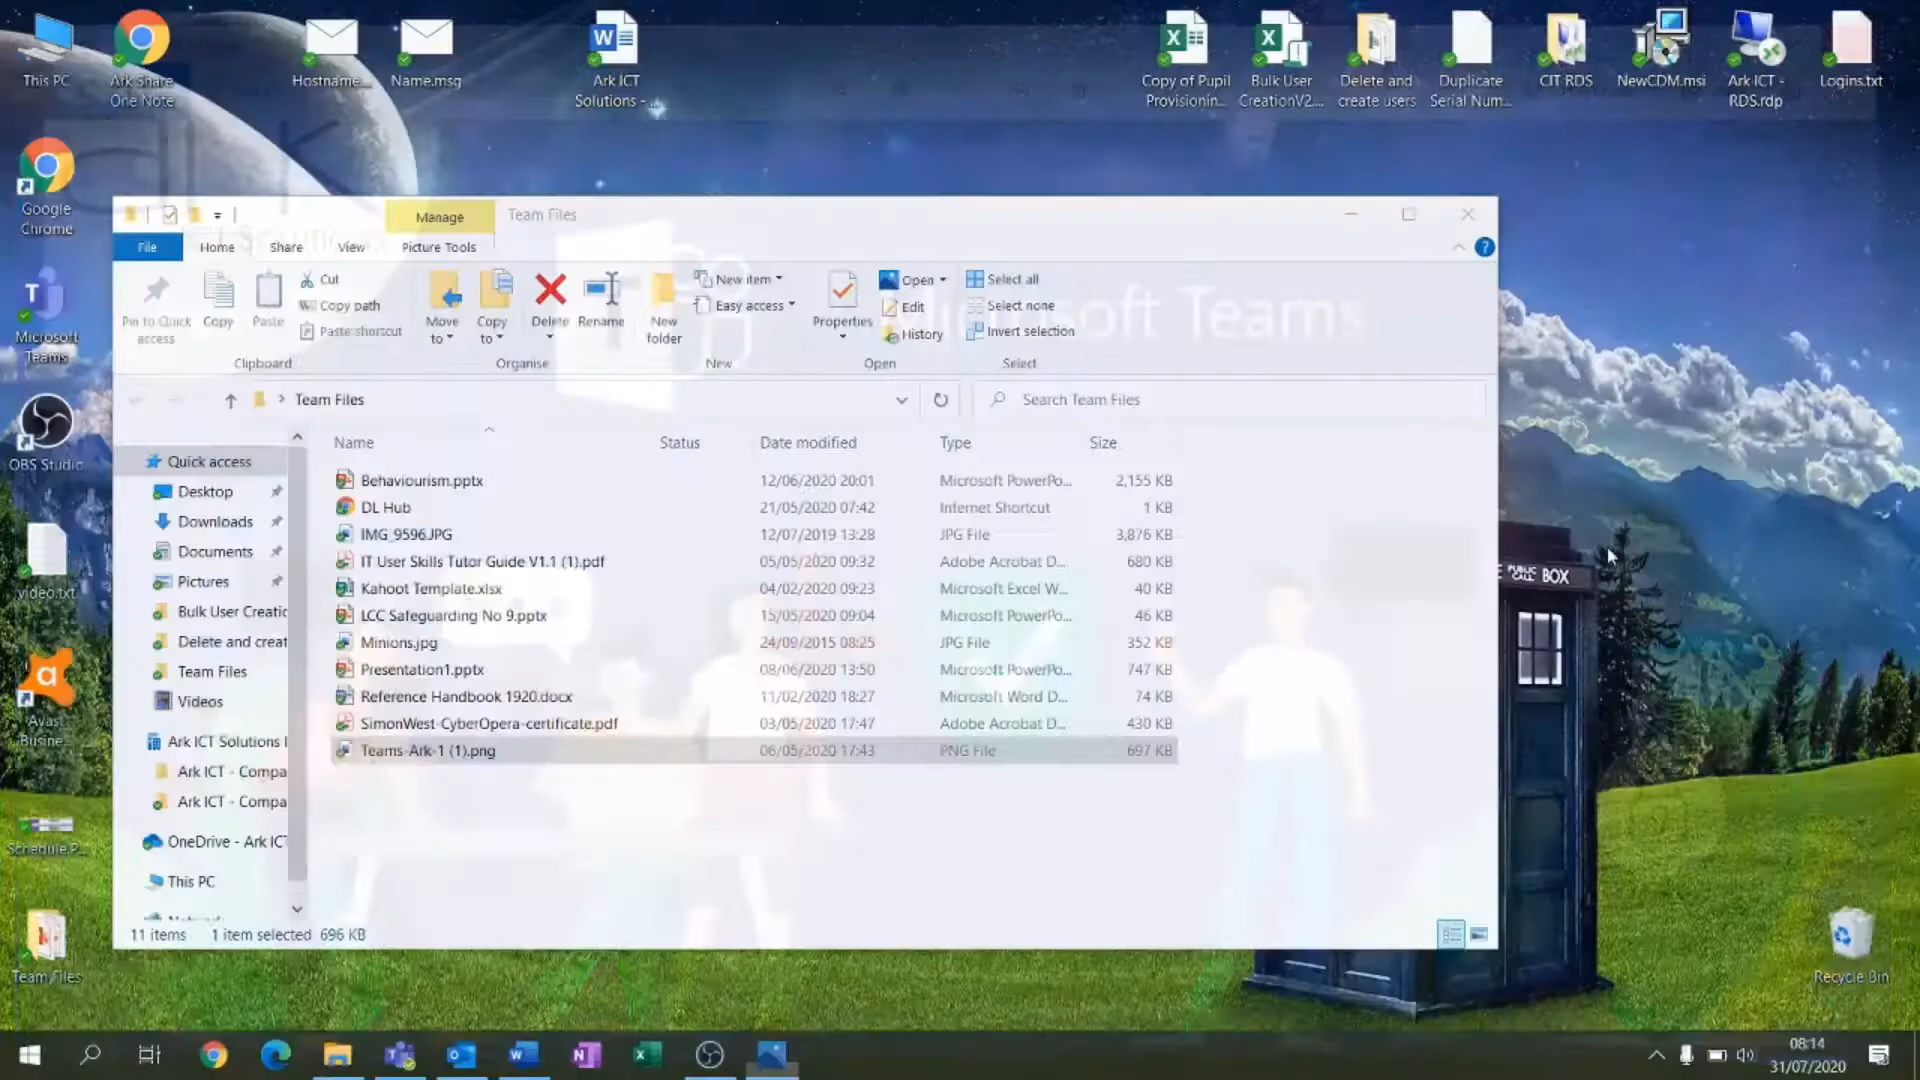 This PC
Ark Share
One Note
Hostname...
Name.msg
Ark ICT
Solutions - ...
Copy of Pupil
Provisionin...
Bulk User
CreationV2...
Delete and
create users
Duplicate
Serial Num...
CIT RDS
NewCDM.msi
Ark ICT -
RDS.rdp
Logins.txt
Google
Chrome
Microsoft
Teams
OBS Studio
video.txt
Avast
Busine...
Schedule.P...
Team Files
Recycle Bin
Manage
Team Files
File
Home
Share
View
Picture Tools
Pin to Quick
access
Copy
Paste
Cut
Copy path
Paste shortcut
Clipboard
Move
to
Copy
to
Delete
Rename
Organise
New
folder
New item
Easy access
New
Properties
Open
Edit
History
Open
Select all
Select none
Invert selection
Select
Microsoft Teams
Team Files
Search Team Files
Name
Status
Date modified
Type
Size
Quick access
Desktop
Downloads
Documents
Pictures
Bulk User Creatic
Delete and creat
Team Files
Videos
Ark ICT Solutions
Ark ICT - Compa
Ark ICT - Compa
OneDrive - Ark IC
This PC
Behaviourism.pptx 12/06/2020 20:01 Microsoft PowerPo... 2,155 KB
DL Hub 21/05/2020 07:42 Internet Shortcut 1 KB
IMG_9596.JPG 12/07/2019 13:28 JPG File 3,876 KB
IT User Skills Tutor Guide V1.1 (1).pdf 05/05/2020 09:32 Adobe Acrobat D... 680 KB
Kahoot Template.xlsx 04/02/2020 09:23 Microsoft Excel W... 40 KB
LCC Safeguarding No 9.pptx 15/05/2020 09:04 Microsoft PowerPo... 46 KB
Minions.jpg 24/09/2015 08:25 JPG File 352 KB
Presentation1.pptx 08/06/2020 13:50 Microsoft PowerPo... 747 KB
Reference Handbook 1920.docx 11/02/2020 18:27 Microsoft Word D... 74 KB
SimonWest-CyberOpera-certificate.pdf 03/05/2020 17:47 Adobe Acrobat D... 430 KB
Teams-Ark-1 (1).png 06/05/2020 17:43 PNG File 697 KB
11 items 1 item selected 696 KB
PUBLIC
CALL
BOX
08:14
31/07/2020